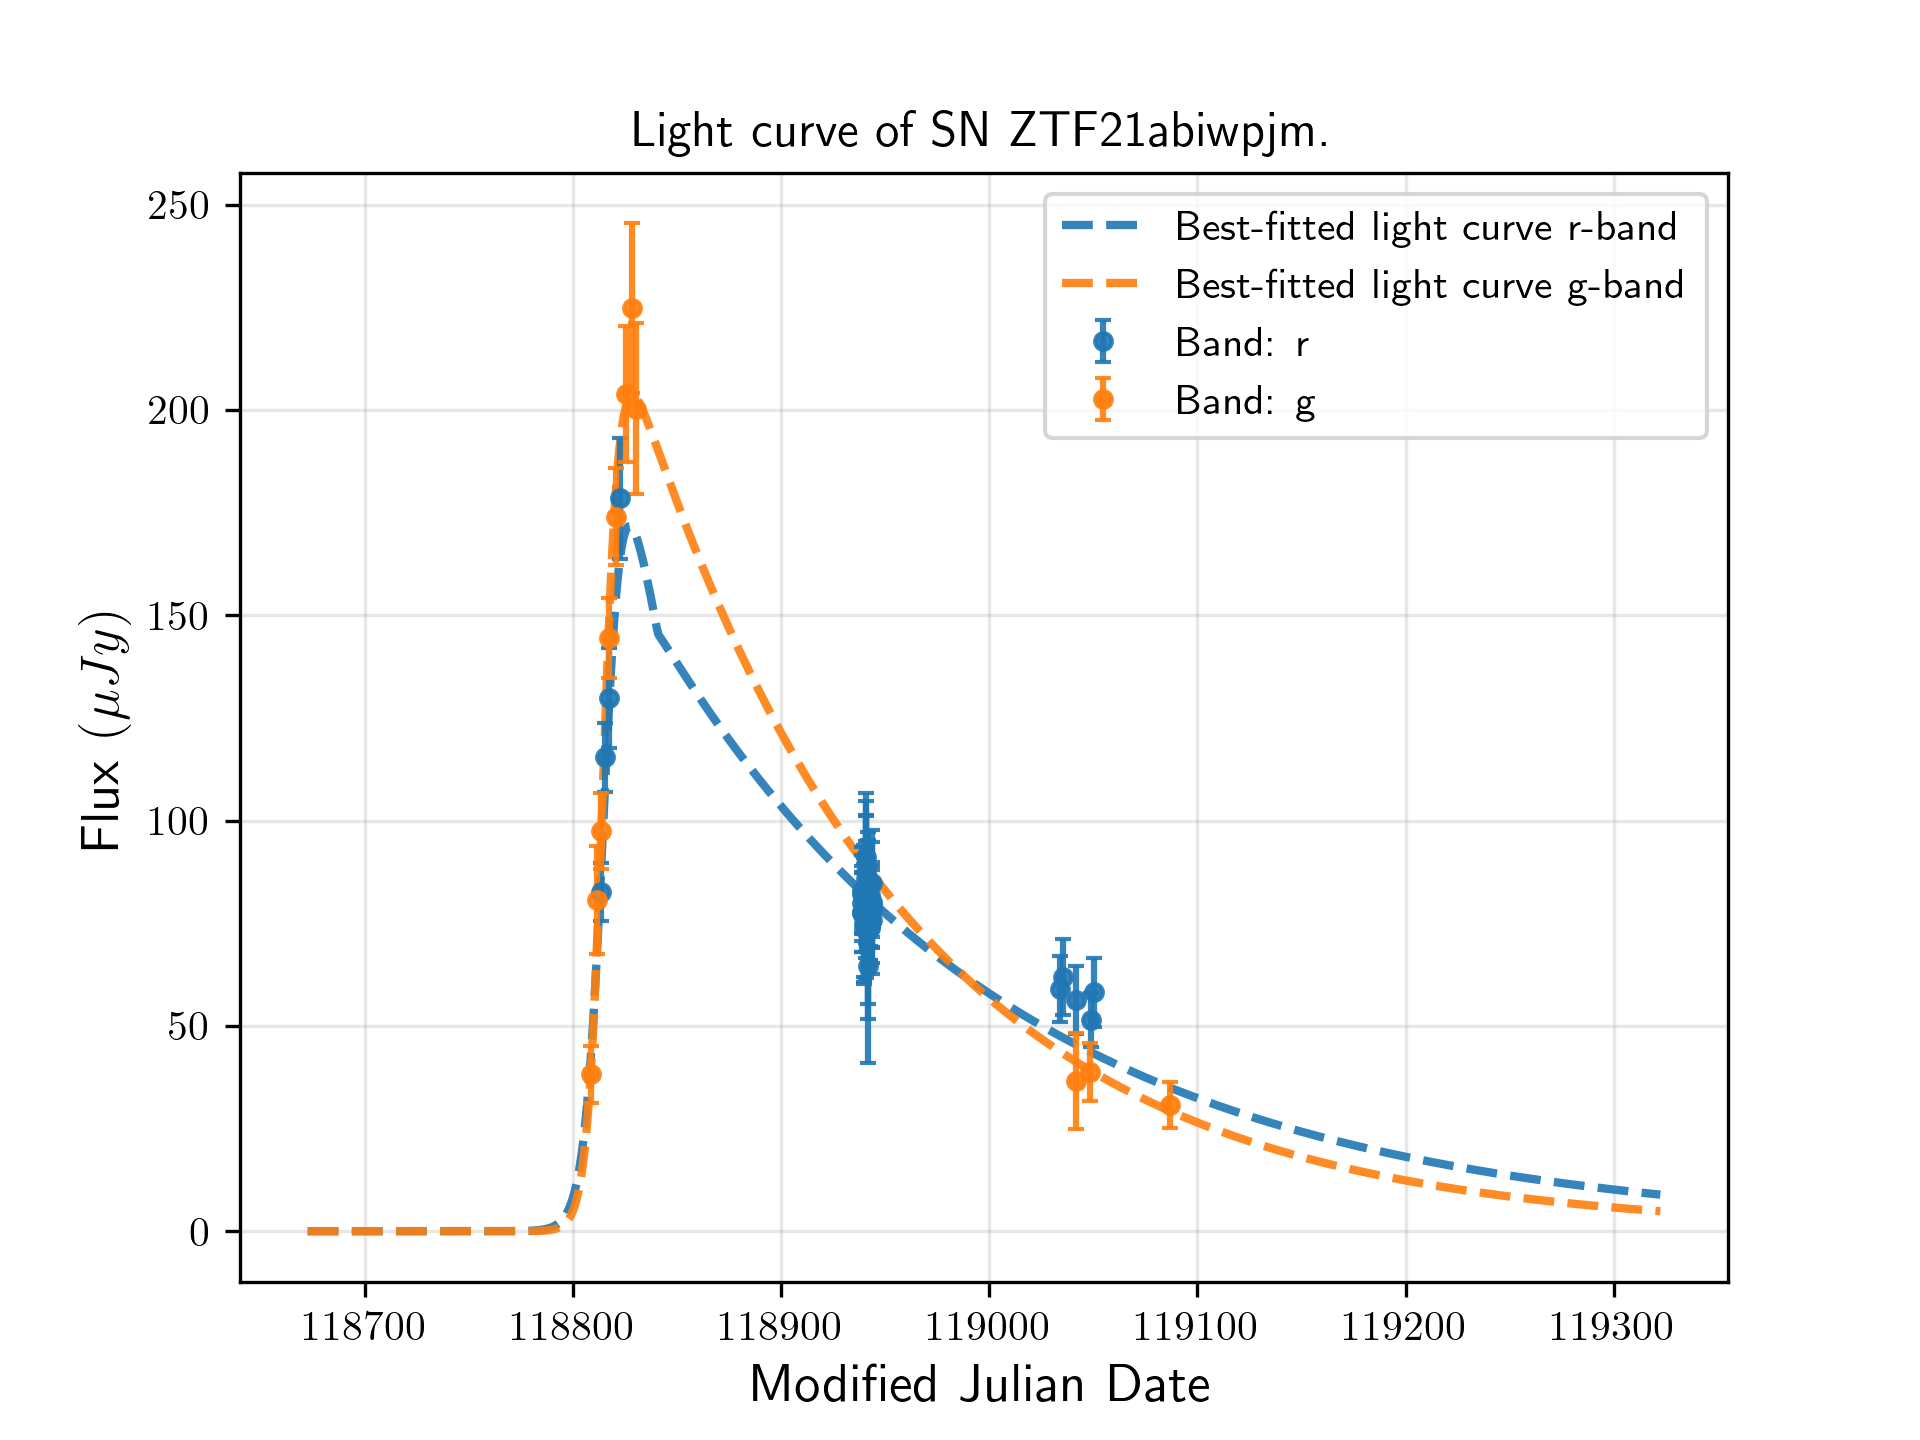 Light curve of SN ZTF21abiwpjm.
Best-fitted light curve r-band
Best-fitted light curve g-band
Band: r
Band: g
Flux (μJy)
250
200
150
100
50
0
118700 118800 118900 119000 119100 119200 119300
Modified Julian Date